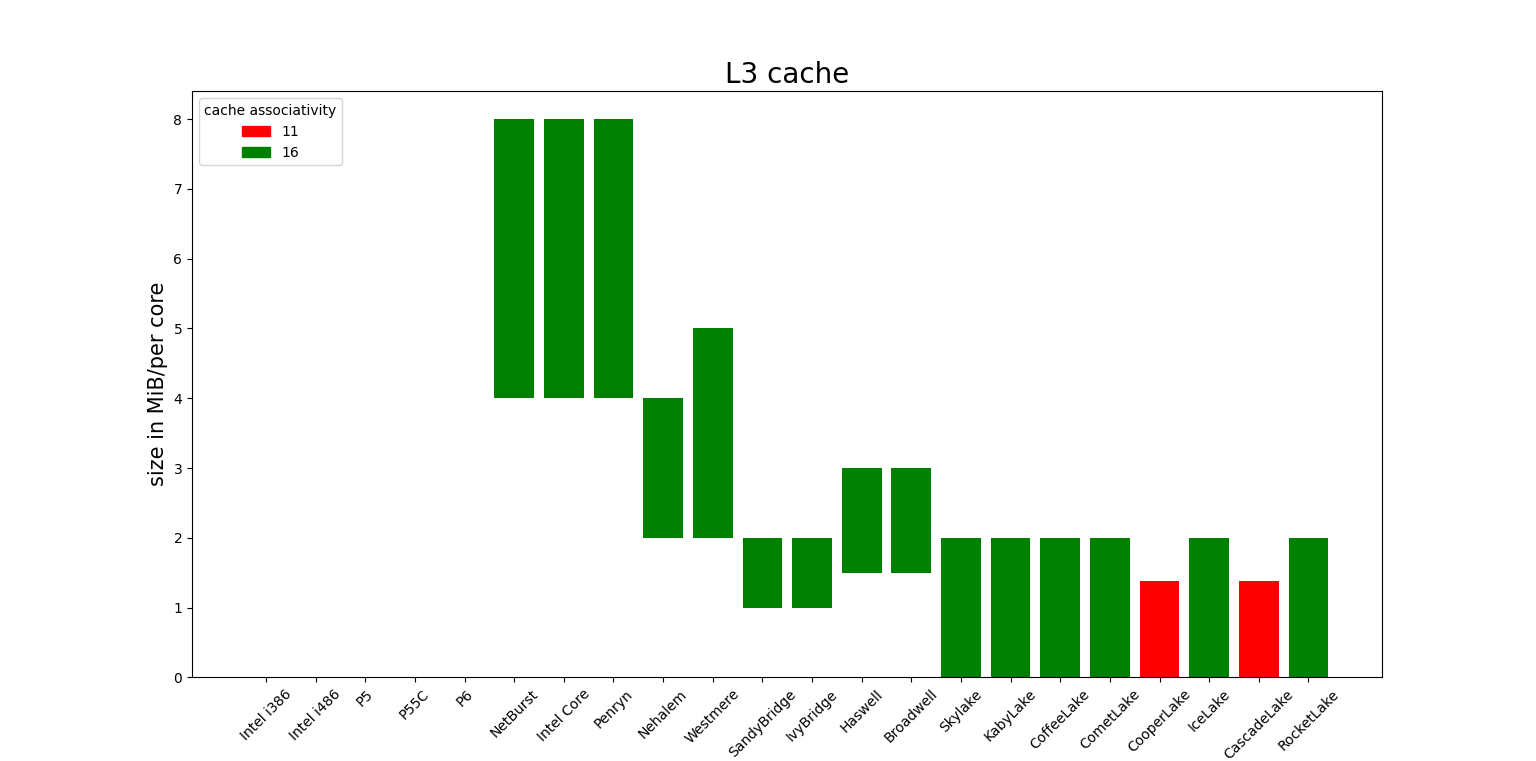 L3 cache
cache associativity
11
16
size in MiB/per core
8
7
6
5
4
3
2
1
0
Intel i386
Intel i486
P5
P55C
P6
NetBurst
Intel Core
Penryn
Nehalem
Westmere
SandyBridge
IvyBridge
Haswell
Broadwell
Skylake
KabyLake
CoffeeLake
CometLake
CooperLake
IceLake
CascadeLake
RocketLake